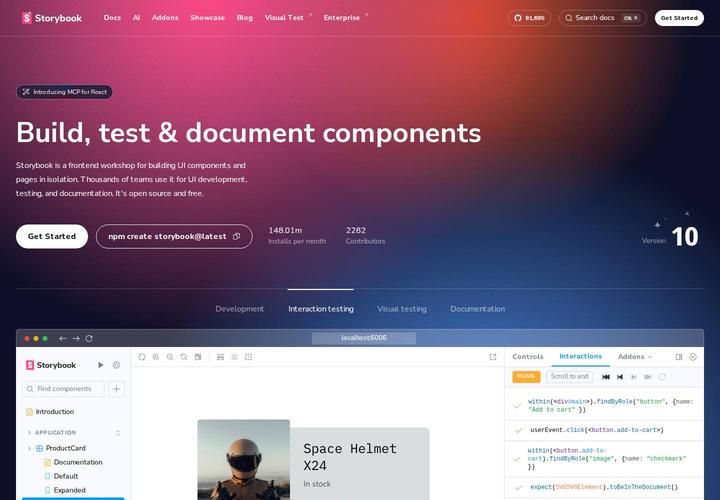 Storybook
Docs
AI
Addons
Showcase
Blog
Visual Test
Enterprise
91,695
Search docs
Get Started
Introducing MCP for React
Build, test & document components
Storybook is a frontend workshop for building UI components and
pages in isolation. Thousands of teams use it for UI development,
testing, and documentation. It's open source and free.
Get Started
npm create storybook@latest
148.01m
Installs per month
2282
Contributors
Version 10
Development
Interaction testing
Visual testing
Documentation
localhost:6006
Storybook
Find components
Introduction
APPLICATION
ProductCard
Documentation
Default
Expanded
Space Helmet
X24
In stock
Controls
Interactions
Addons
RUNS
Scroll to end
within(<div#main>).findByRole("button", {name:
"Add to cart" })
userEvent.click(<button.add-to-cart>)
within(<button.add-to-
cart).findByRole("image", {name: "checkmark"
})
expect(SVGSVGElement).toBeInTheDocument()